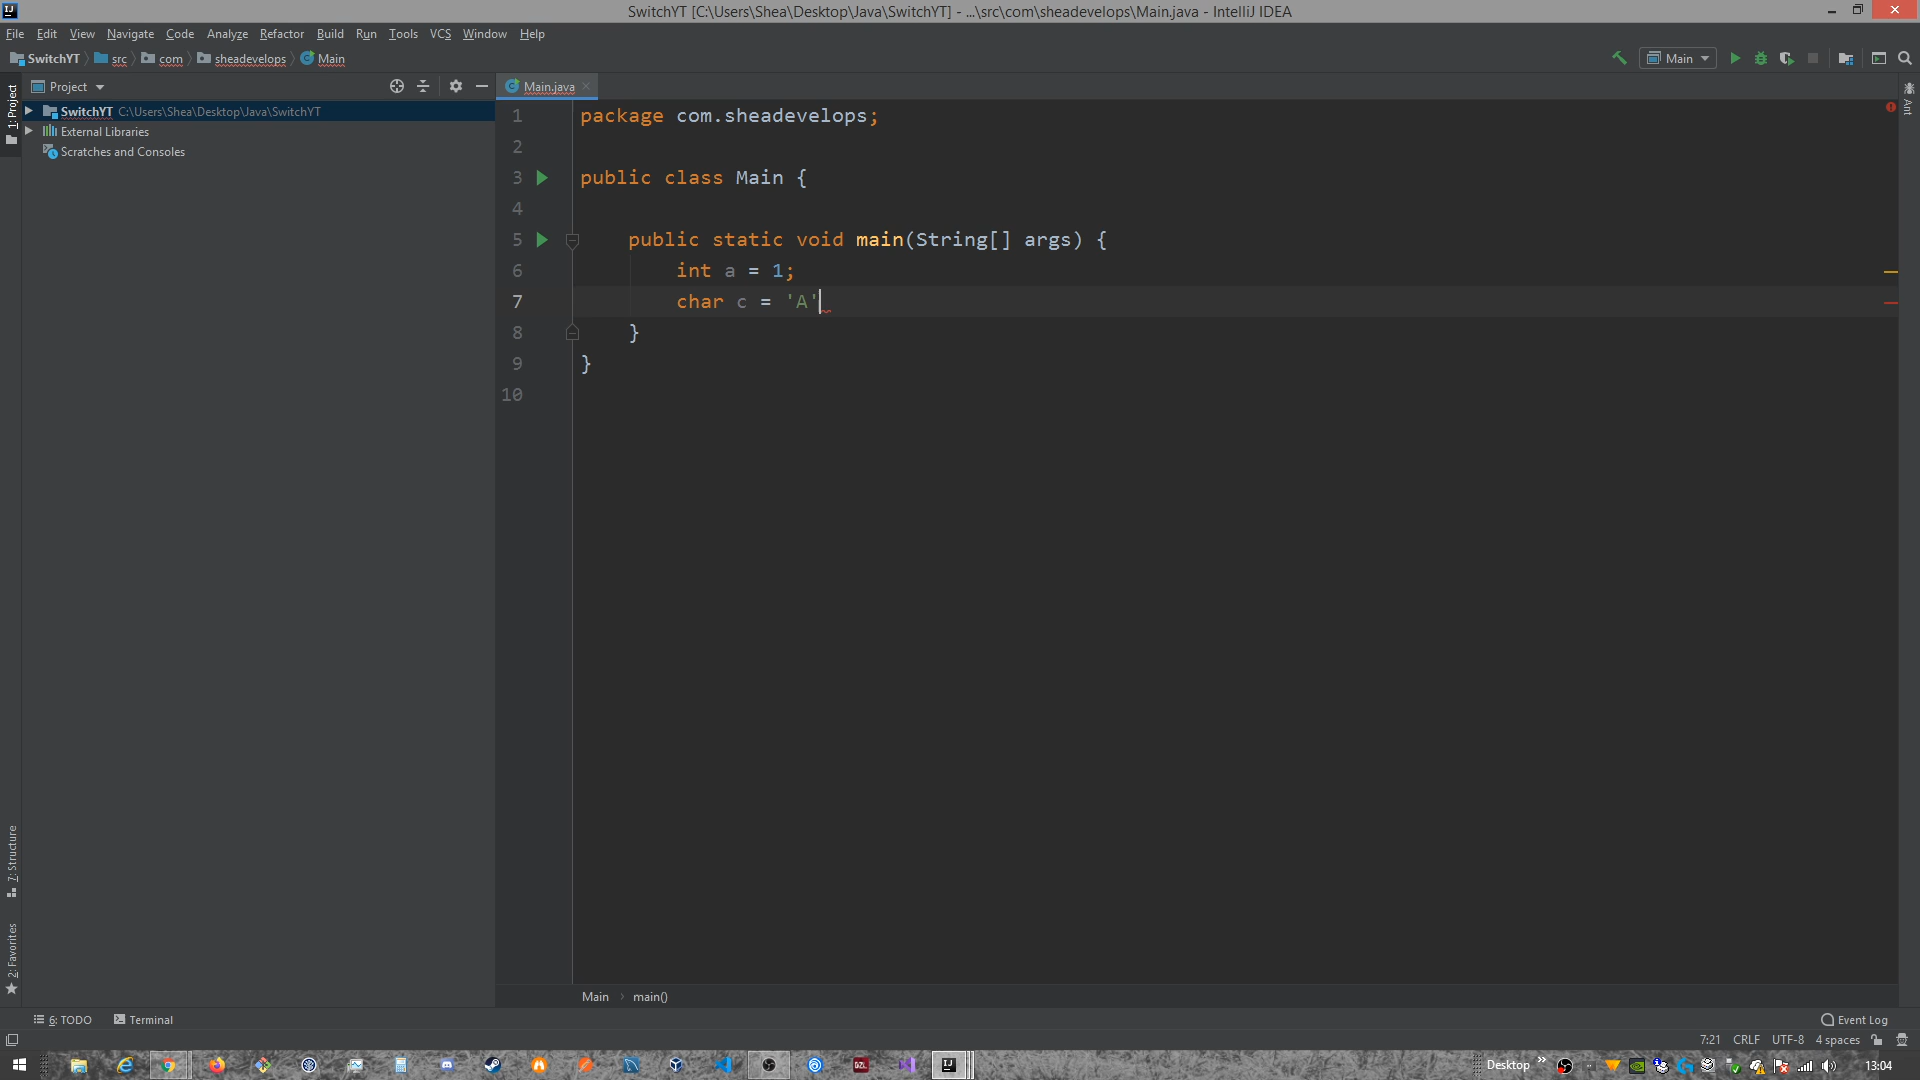 SwitchYT [C:\Users\Shea\Desktop\Java\SwitchYT] - ...\src\com\sheadevelops\Main.java - IntelliJ IDEA
File Edit View Navigate Code Analyze Refactor Build Run Tools VCS Window Help
SwitchYT src com sheadevelops Main
Main
Project
Main.java
1: Project
Ant
SwitchYT C:\Users\Shea\Desktop\Java\SwitchYT
External Libraries
Scratches and Consoles
1 package com.sheadevelops;
2
3 public class Main {
4
5 public static void main(String[] args) {
6 int a = 1;
7 char c = 'A'
8 }
9 }
10
7: Structure
2: Favorites
Main › main()
6: TODO Terminal
Event Log
7:21 CRLF UTF-8 4 spaces
Desktop
13:04